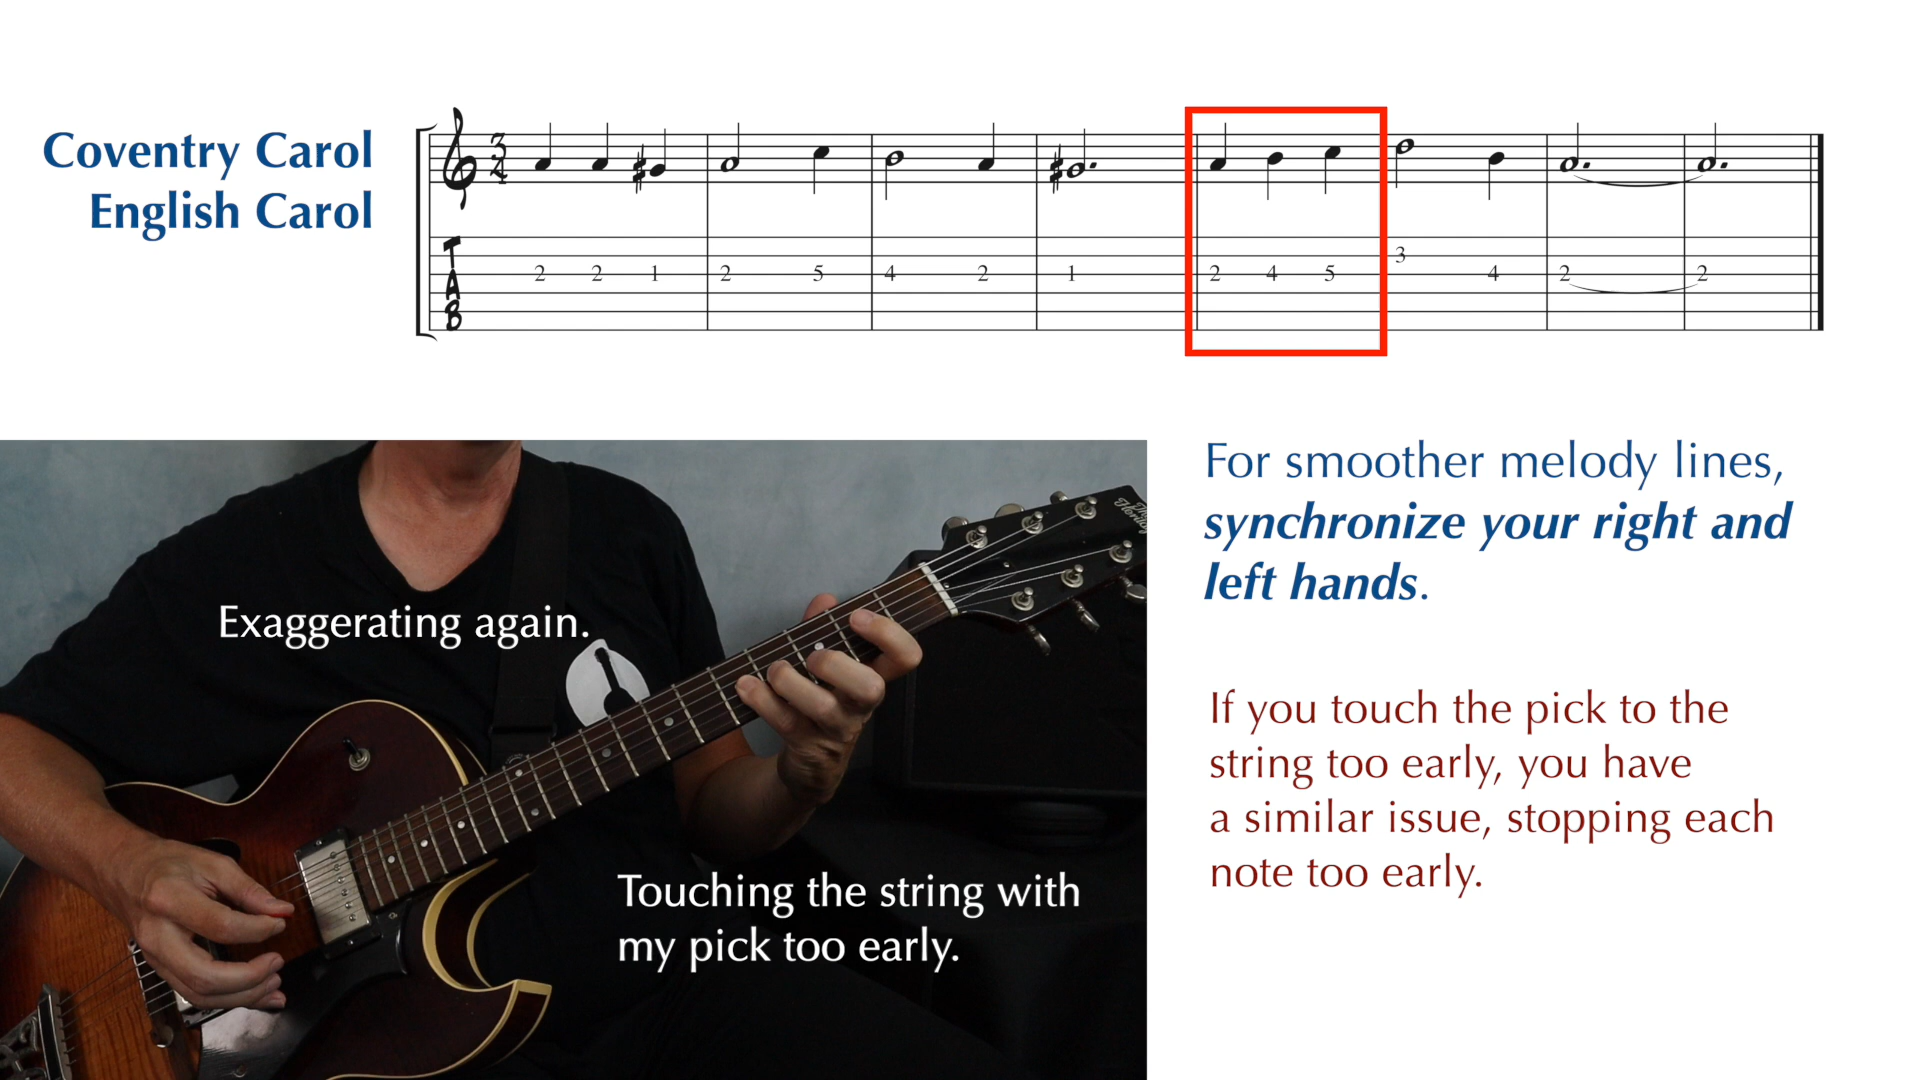 Coventry Carol
English Carol
3
4
T
A
B
2 2 1 2 5 4 2 1 2 4 5 3 4 2 2
Exaggerating again.
Touching the string with
my pick too early.
For smoother melody lines,
synchronize your right and
left hands.
If you touch the pick to the
string too early, you have
a similar issue, stopping each
note too early.